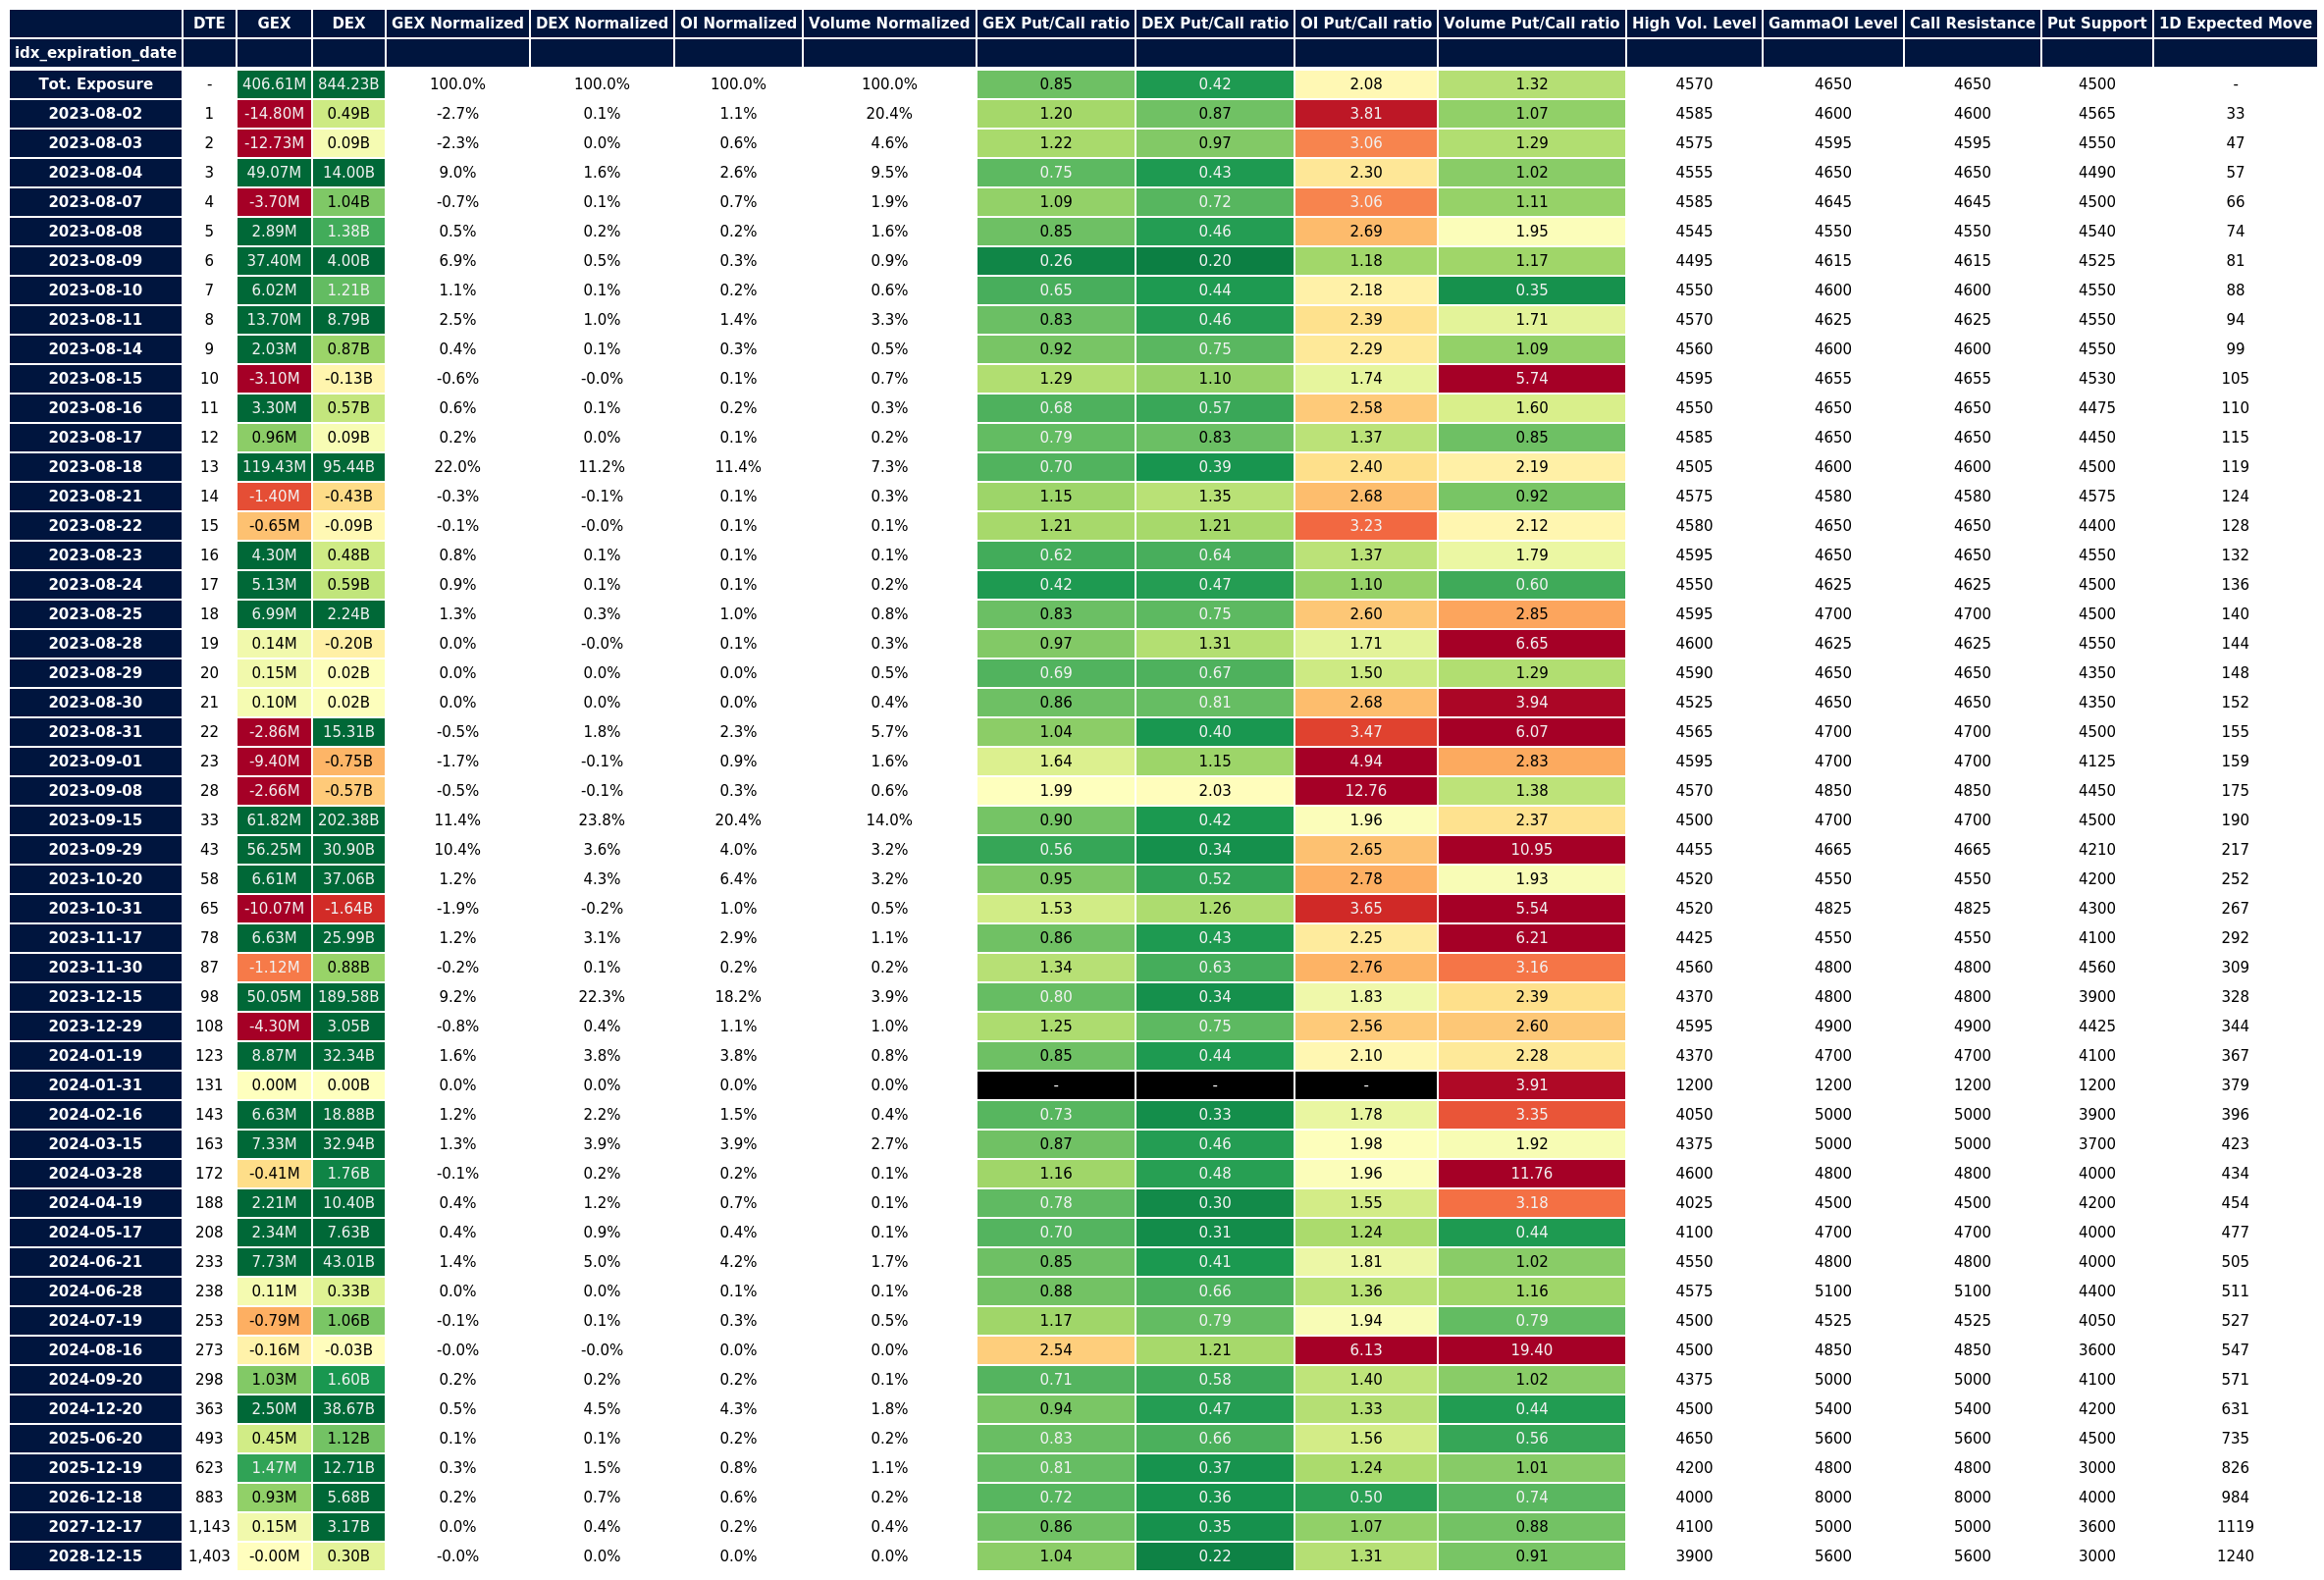 DTE GEX DEX GEX Normalized DEX Normalized OI Normalized Volume Normalized GEX Put/Call ratio DEX Put/Call ratio OI Put/Call ratio Volume Put/Call ratio High Vol. Level GammaOI Level Call Resistance Put Support 1D Expected Move
idx_expiration_date
Tot. Exposure - 406.61M 844.23B 100.0% 100.0% 100.0% 100.0% 0.85 0.42 2.08 1.32 4570 4650 4650 4500 -
2023-08-02 1 -14.80M 0.49B -2.7% 0.1% 1.1% 20.4% 1.20 0.87 3.81 1.07 4585 4600 4600 4565 33
2023-08-03 2 -12.73M 0.09B -2.3% 0.0% 0.6% 4.6% 1.22 0.97 3.06 1.29 4575 4595 4595 4550 47
2023-08-04 3 49.07M 14.00B 9.0% 1.6% 2.6% 9.5% 0.75 0.43 2.30 1.02 4555 4650 4650 4490 57
2023-08-07 4 -3.70M 1.04B -0.7% 0.1% 0.7% 1.9% 1.09 0.72 3.06 1.11 4585 4645 4645 4500 66
2023-08-08 5 2.89M 1.38B 0.5% 0.2% 0.2% 1.6% 0.85 0.46 2.69 1.95 4545 4550 4550 4540 74
2023-08-09 6 37.40M 4.00B 6.9% 0.5% 0.3% 0.9% 0.26 0.20 1.18 1.17 4495 4615 4615 4525 81
2023-08-10 7 6.02M 1.21B 1.1% 0.1% 0.2% 0.6% 0.65 0.44 2.18 0.35 4550 4600 4600 4550 88
2023-08-11 8 13.70M 8.79B 2.5% 1.0% 1.4% 3.3% 0.83 0.46 2.39 1.71 4570 4625 4625 4550 94
2023-08-14 9 2.03M 0.87B 0.4% 0.1% 0.3% 0.5% 0.92 0.75 2.29 1.09 4560 4600 4600 4550 99
2023-08-15 10 -3.10M -0.13B -0.6% -0.0% 0.1% 0.7% 1.29 1.10 1.74 5.74 4595 4655 4655 4530 105
2023-08-16 11 3.30M 0.57B 0.6% 0.1% 0.2% 0.3% 0.68 0.57 2.58 1.60 4550 4650 4650 4475 110
2023-08-17 12 0.96M 0.09B 0.2% 0.0% 0.1% 0.2% 0.79 0.83 1.37 0.85 4585 4650 4650 4450 115
2023-08-18 13 119.43M 95.44B 22.0% 11.2% 11.4% 7.3% 0.70 0.39 2.40 2.19 4505 4600 4600 4500 119
2023-08-21 14 -1.40M -0.43B -0.3% -0.1% 0.1% 0.3% 1.15 1.35 2.68 0.92 4575 4580 4580 4575 124
2023-08-22 15 -0.65M -0.09B -0.1% -0.0% 0.1% 0.1% 1.21 1.21 3.23 2.12 4580 4650 4650 4400 128
2023-08-23 16 4.30M 0.48B 0.8% 0.1% 0.1% 0.1% 0.62 0.64 1.37 1.79 4595 4650 4650 4550 132
2023-08-24 17 5.13M 0.59B 0.9% 0.1% 0.1% 0.2% 0.42 0.47 1.10 0.60 4550 4625 4625 4500 136
2023-08-25 18 6.99M 2.24B 1.3% 0.3% 1.0% 0.8% 0.83 0.75 2.60 2.85 4595 4700 4700 4500 140
2023-08-28 19 0.14M -0.20B 0.0% -0.0% 0.1% 0.3% 0.97 1.31 1.71 6.65 4600 4625 4625 4550 144
2023-08-29 20 0.15M 0.02B 0.0% 0.0% 0.0% 0.5% 0.69 0.67 1.50 1.29 4590 4650 4650 4350 148
2023-08-30 21 0.10M 0.02B 0.0% 0.0% 0.0% 0.4% 0.86 0.81 2.68 3.94 4525 4650 4650 4350 152
2023-08-31 22 -2.86M 15.31B -0.5% 1.8% 2.3% 5.7% 1.04 0.40 3.47 6.07 4565 4700 4700 4500 155
2023-09-01 23 -9.40M -0.75B -1.7% -0.1% 0.9% 1.6% 1.64 1.15 4.94 2.83 4595 4700 4700 4125 159
2023-09-08 28 -2.66M -0.57B -0.5% -0.1% 0.3% 0.6% 1.99 2.03 12.76 1.38 4570 4850 4850 4450 175
2023-09-15 33 61.82M 202.38B 11.4% 23.8% 20.4% 14.0% 0.90 0.42 1.96 2.37 4500 4700 4700 4500 190
2023-09-29 43 56.25M 30.90B 10.4% 3.6% 4.0% 3.2% 0.56 0.34 2.65 10.95 4455 4665 4665 4210 217
2023-10-20 58 6.61M 37.06B 1.2% 4.3% 6.4% 3.2% 0.95 0.52 2.78 1.93 4520 4550 4550 4200 252
2023-10-31 65 -10.07M -1.64B -1.9% -0.2% 1.0% 0.5% 1.53 1.26 3.65 5.54 4520 4825 4825 4300 267
2023-11-17 78 6.63M 25.99B 1.2% 3.1% 2.9% 1.1% 0.86 0.43 2.25 6.21 4425 4550 4550 4100 292
2023-11-30 87 -1.12M 0.88B -0.2% 0.1% 0.2% 0.2% 1.34 0.63 2.76 3.16 4560 4800 4800 4560 309
2023-12-15 98 50.05M 189.58B 9.2% 22.3% 18.2% 3.9% 0.80 0.34 1.83 2.39 4370 4800 4800 3900 328
2023-12-29 108 -4.30M 3.05B -0.8% 0.4% 1.1% 1.0% 1.25 0.75 2.56 2.60 4595 4900 4900 4425 344
2024-01-19 123 8.87M 32.34B 1.6% 3.8% 3.8% 0.8% 0.85 0.44 2.10 2.28 4370 4700 4700 4100 367
2024-01-31 131 0.00M 0.00B 0.0% 0.0% 0.0% 0.0% - - - 3.91 1200 1200 1200 1200 379
2024-02-16 143 6.63M 18.88B 1.2% 2.2% 1.5% 0.4% 0.73 0.33 1.78 3.35 4050 5000 5000 3900 396
2024-03-15 163 7.33M 32.94B 1.3% 3.9% 3.9% 2.7% 0.87 0.46 1.98 1.92 4375 5000 5000 3700 423
2024-03-28 172 -0.41M 1.76B -0.1% 0.2% 0.2% 0.1% 1.16 0.48 1.96 11.76 4600 4800 4800 4000 434
2024-04-19 188 2.21M 10.40B 0.4% 1.2% 0.7% 0.1% 0.78 0.30 1.55 3.18 4025 4500 4500 4200 454
2024-05-17 208 2.34M 7.63B 0.4% 0.9% 0.4% 0.1% 0.70 0.31 1.24 0.44 4100 4700 4700 4000 477
2024-06-21 233 7.73M 43.01B 1.4% 5.0% 4.2% 1.7% 0.85 0.41 1.81 1.02 4550 4800 4800 4000 505
2024-06-28 238 0.11M 0.33B 0.0% 0.0% 0.1% 0.1% 0.88 0.66 1.36 1.16 4575 5100 5100 4400 511
2024-07-19 253 -0.79M 1.06B -0.1% 0.1% 0.3% 0.5% 1.17 0.79 1.94 0.79 4500 4525 4525 4050 527
2024-08-16 273 -0.16M -0.03B -0.0% -0.0% 0.0% 0.0% 2.54 1.21 6.13 19.40 4500 4850 4850 3600 547
2024-09-20 298 1.03M 1.60B 0.2% 0.2% 0.2% 0.1% 0.71 0.58 1.40 1.02 4375 5000 5000 4100 571
2024-12-20 363 2.50M 38.67B 0.5% 4.5% 4.3% 1.8% 0.94 0.47 1.33 0.44 4500 5400 5400 4200 631
2025-06-20 493 0.45M 1.12B 0.1% 0.1% 0.2% 0.2% 0.83 0.66 1.56 0.56 4650 5600 5600 4500 735
2025-12-19 623 1.47M 12.71B 0.3% 1.5% 0.8% 1.1% 0.81 0.37 1.24 1.01 4200 4800 4800 3000 826
2026-12-18 883 0.93M 5.68B 0.2% 0.7% 0.6% 0.2% 0.72 0.36 0.50 0.74 4000 8000 8000 4000 984
2027-12-17 1,143 0.15M 3.17B 0.0% 0.4% 0.2% 0.4% 0.86 0.35 1.07 0.88 4100 5000 5000 3600 1119
2028-12-15 1,403 -0.00M 0.30B -0.0% 0.0% 0.0% 0.0% 1.04 0.22 1.31 0.91 3900 5600 5600 3000 1240